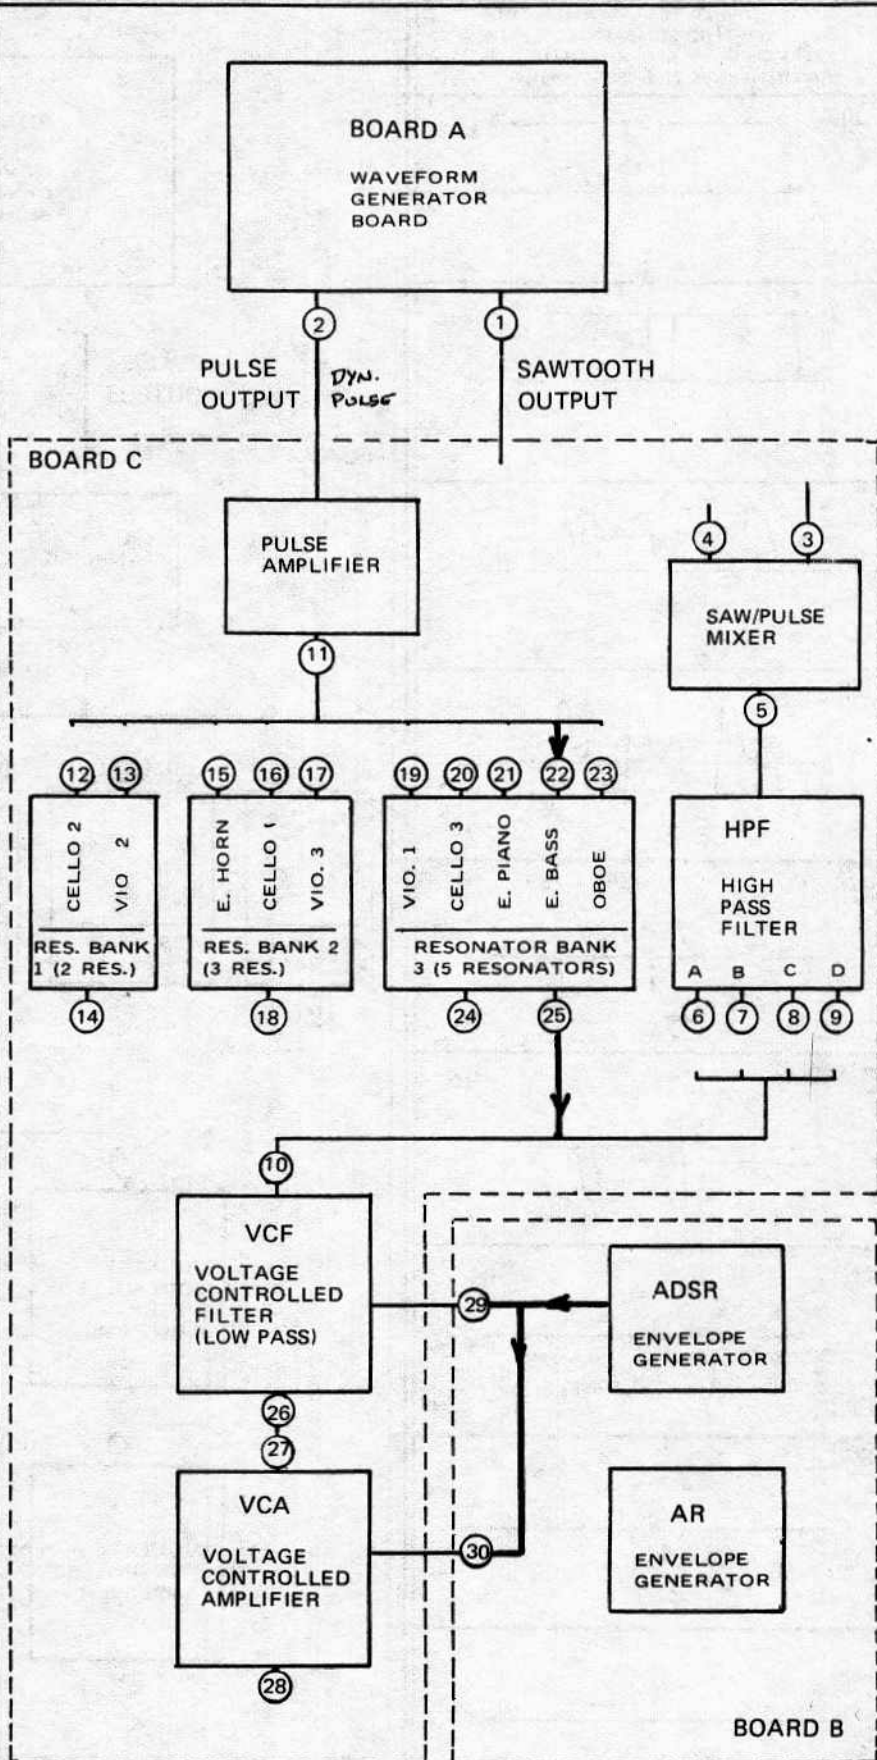 BOARD A
WAVEFORM
GENERATOR
BOARD
2
1
PULSE
OUTPUT
DYN.
PULSE
SAWTOOTH
OUTPUT
BOARD C
PULSE
AMPLIFIER
4
3
SAW/PULSE
MIXER
11
5
12
13
15
16
17
19
20
21
22
23
CELLO 2
VIO 2
E. HORN
CELLO 1
VIO. 3
VIO. 1
CELLO 3
E. PIANO
E. BASS
OBOE
RES. BANK
1 (2 RES.)
RES. BANK 2
(3 RES.)
RESONATOR BANK
3 (5 RESONATORS)
HPF
HIGH
PASS
FILTER
A B C D
14
18
24
25
6
7
8
9
10
VCF
VOLTAGE
CONTROLLED
FILTER
(LOW PASS)
29
ADSR
ENVELOPE
GENERATOR
26
27
VCA
VOLTAGE
CONTROLLED
AMPLIFIER
30
AR
ENVELOPE
GENERATOR
28
BOARD B